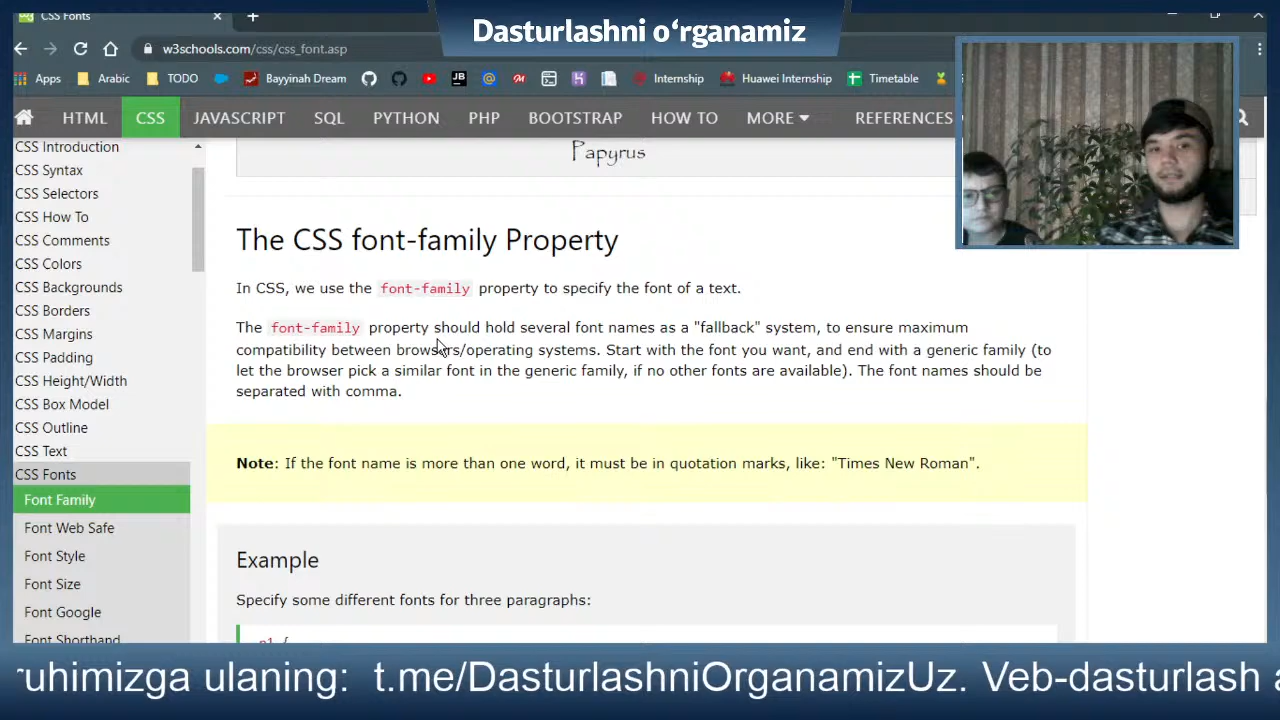 Dasturlashni o‘rganamiz
CSS Fonts
w3schools.com/css/css_font.asp
Apps Arabic TODO Bayyinah Dream Internship Huawei Internship Timetable
HTML CSS JAVASCRIPT SQL PYTHON PHP BOOTSTRAP HOW TO MORE REFERENCES
CSS Introduction
CSS Syntax
CSS Selectors
CSS How To
CSS Comments
CSS Colors
CSS Backgrounds
CSS Borders
CSS Margins
CSS Padding
CSS Height/Width
CSS Box Model
CSS Outline
CSS Text
CSS Fonts
Font Family
Font Web Safe
Font Style
Font Size
Font Google
Font Shorthand
Papyrus
The CSS font-family Property
In CSS, we use the font-family property to specify the font of a text.
The font-family property should hold several font names as a "fallback" system, to ensure maximum
compatibility between browsers/operating systems. Start with the font you want, and end with a generic family (to
let the browser pick a similar font in the generic family, if no other fonts are available). The font names should be
separated with comma.
Note: If the font name is more than one word, it must be in quotation marks, like: "Times New Roman".
Example
Specify some different fonts for three paragraphs:
ruhimizga ulaning: t.me/DasturlashniOrganamizUz. Veb-dasturlash a